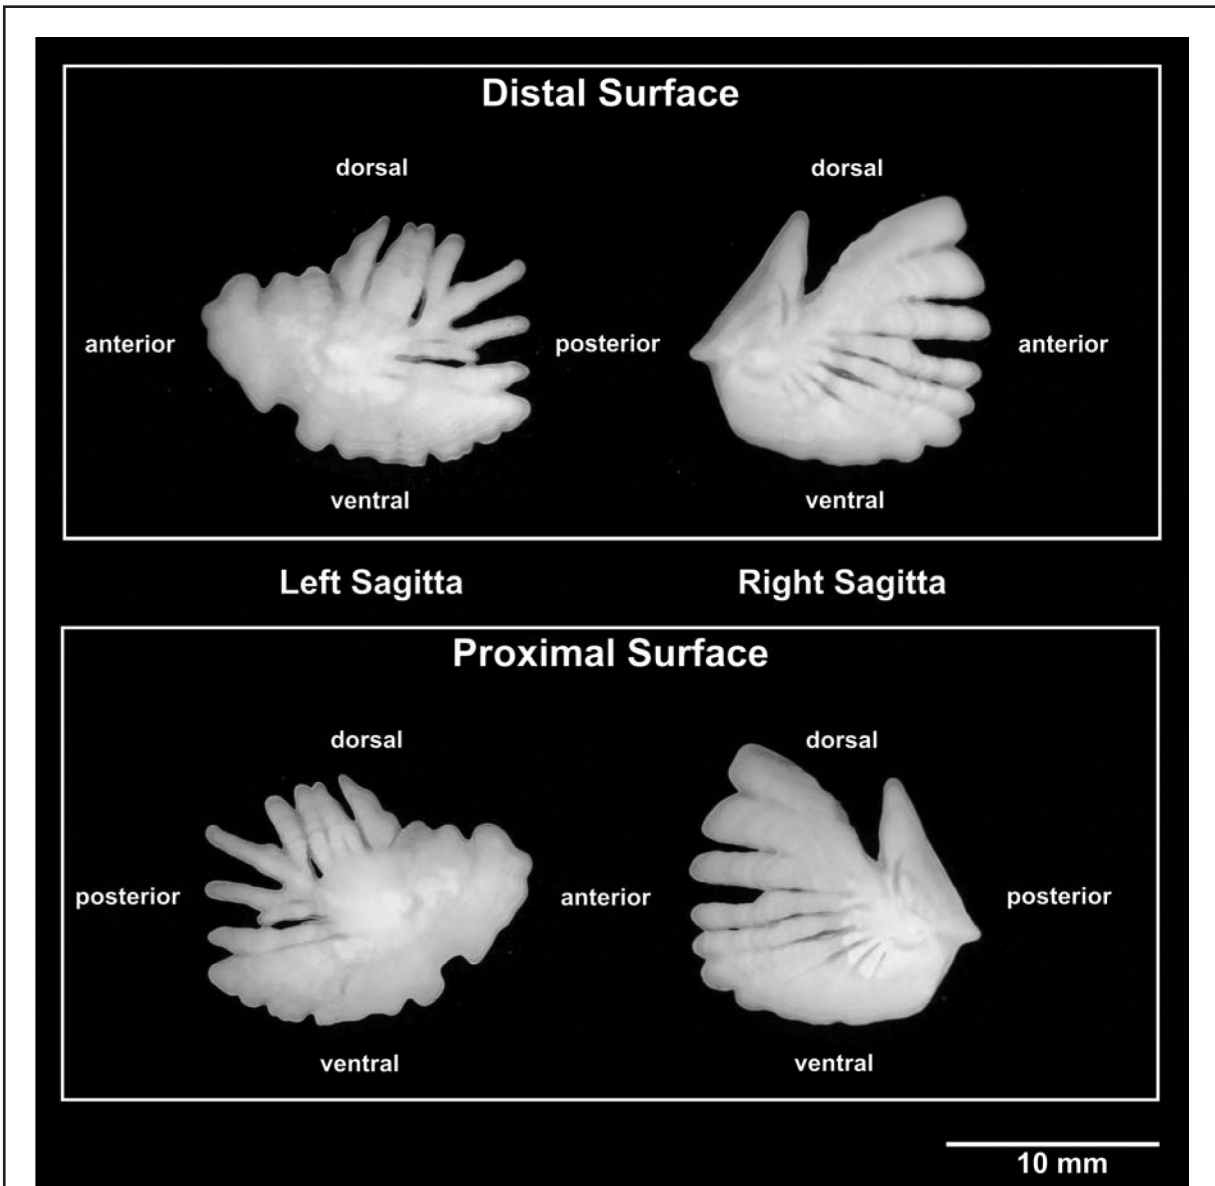 Distal Surface
dorsal
dorsal
anterior
posterior
anterior
ventral
ventral
Left Sagitta
Right Sagitta
Proximal Surface
dorsal
dorsal
posterior
anterior
posterior
ventral
ventral
10 mm